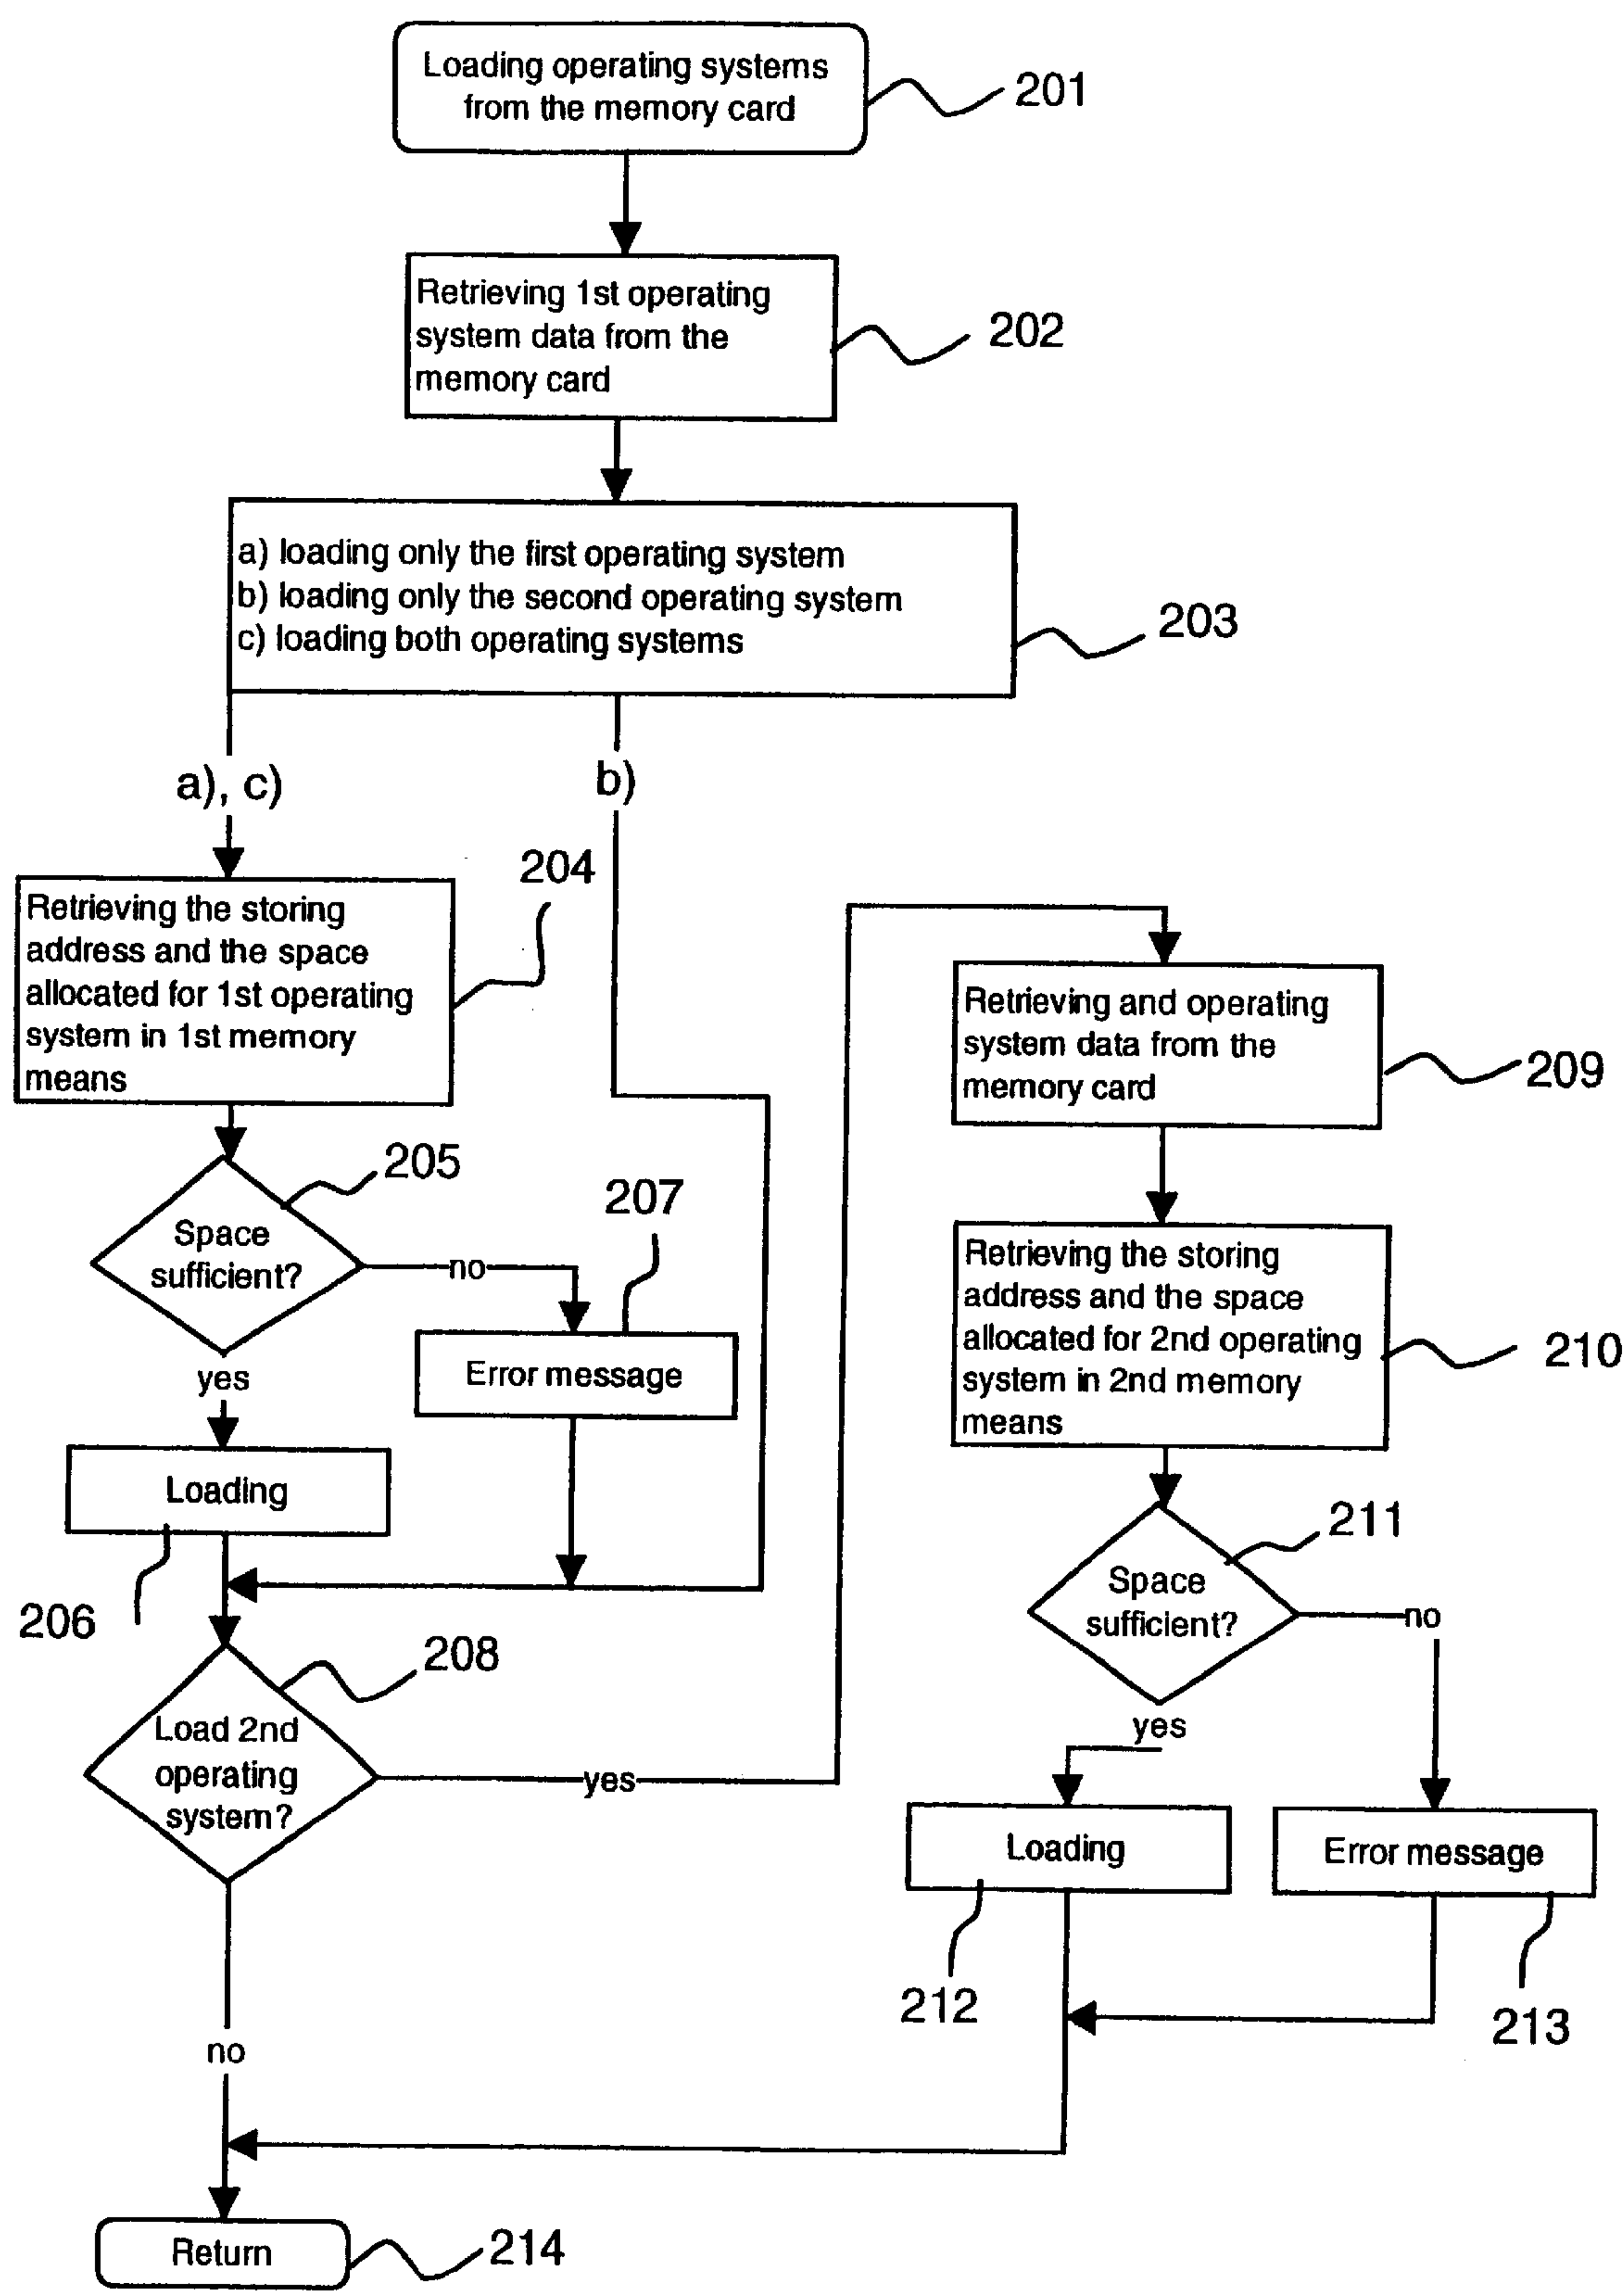 Loading operating systems
from the memory card
201
Retrieving 1st operating
system data from the
memory card
202
a) loading only the first operating system
b) loading only the second operating system
c) loading both operating systems
203
a), c)
b)
204
Retrieving the storing
address and the space
allocated for 1st operating
system in 1st memory
means
205
Space
sufficient?
no
207
Error message
yes
Loading
206
208
Load 2nd
operating
system?
yes
no
Retrieving and operating
system data from the
memory card
209
Retrieving the storing
address and the space
allocated for 2nd operating
system in 2nd memory
means
210
211
Space
sufficient?
no
yes
Loading
Error message
212
213
Return
214